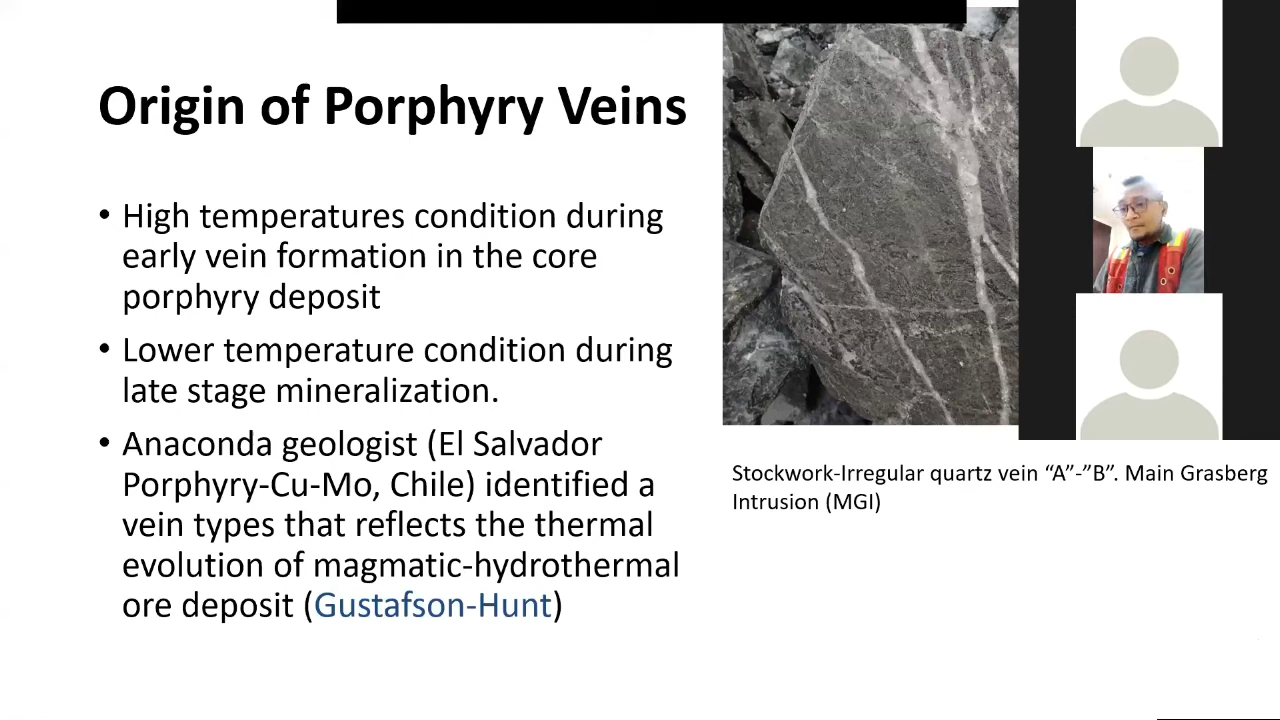 Origin of Porphyry Veins
• High temperatures condition during
early vein formation in the core
porphyry deposit
• Lower temperature condition during
late stage mineralization.
• Anaconda geologist (El Salvador
Porphyry-Cu-Mo, Chile) identified a
vein types that reflects the thermal
evolution of magmatic-hydrothermal
ore deposit (Gustafson-Hunt)
Stockwork-Irregular quartz vein “A”-”B”. Main Grasberg
Intrusion (MGI)